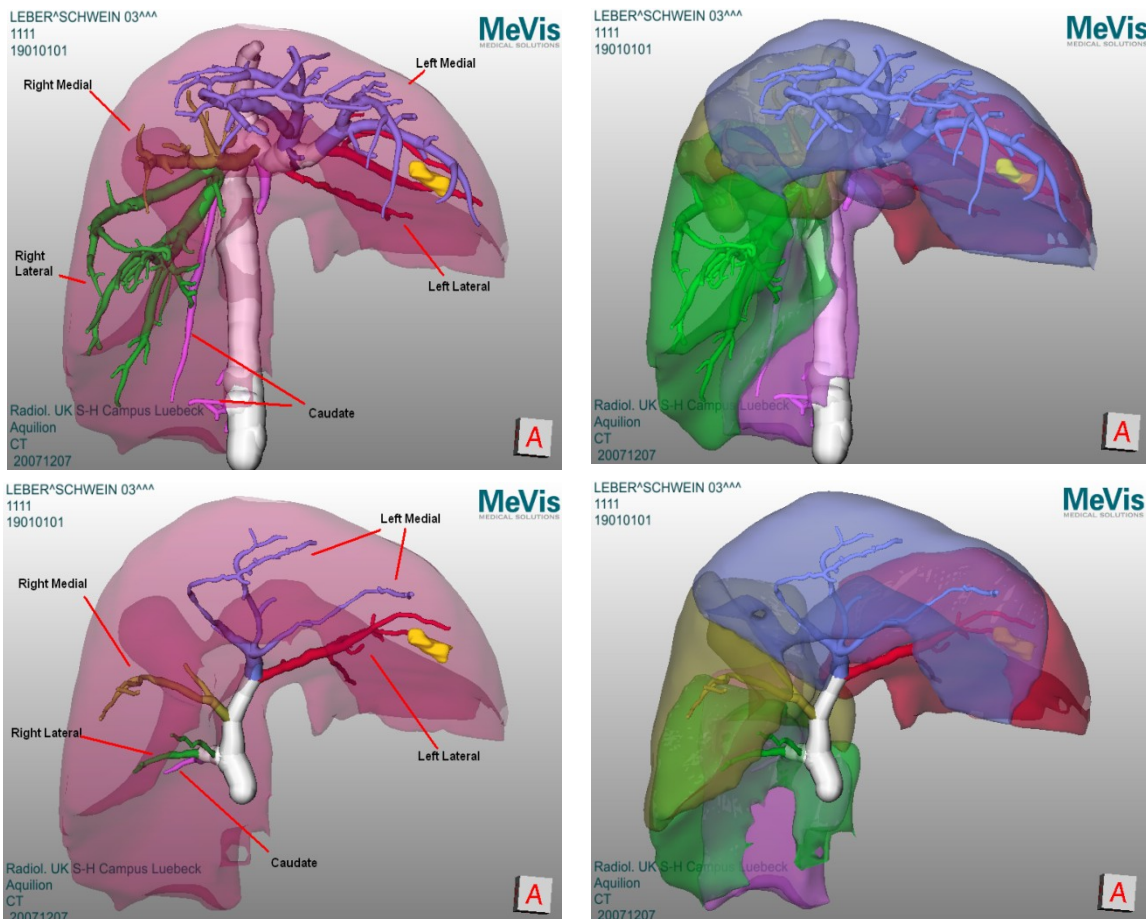 LEBER^SCHWEIN 03^^^
1111
19010101
MeVis
MEDICAL SOLUTIONS
Left Medial
Right Medial
Right
Lateral
Left Lateral
Caudate
Radiol. UK S-H Campus Luebeck
Aquilion
CT
20071207
A
LEBER^SCHWEIN 03^^^
1111
19010101
MeVis
MEDICAL SOLUTIONS
Radiol. UK S-H Campus Luebeck
Aquilion
CT
20071207
A
LEBER^SCHWEIN 03^^^
1111
19010101
MeVis
MEDICAL SOLUTIONS
Left Medial
Right Medial
Right Lateral
Left Lateral
Caudate
Radiol. UK S-H Campus Luebeck
Aquilion
CT
20071207
A
LEBER^SCHWEIN 03^^^
1111
19010101
MeVis
MEDICAL SOLUTIONS
Radiol. UK S-H Campus Luebeck
Aquilion
CT
20071207
A